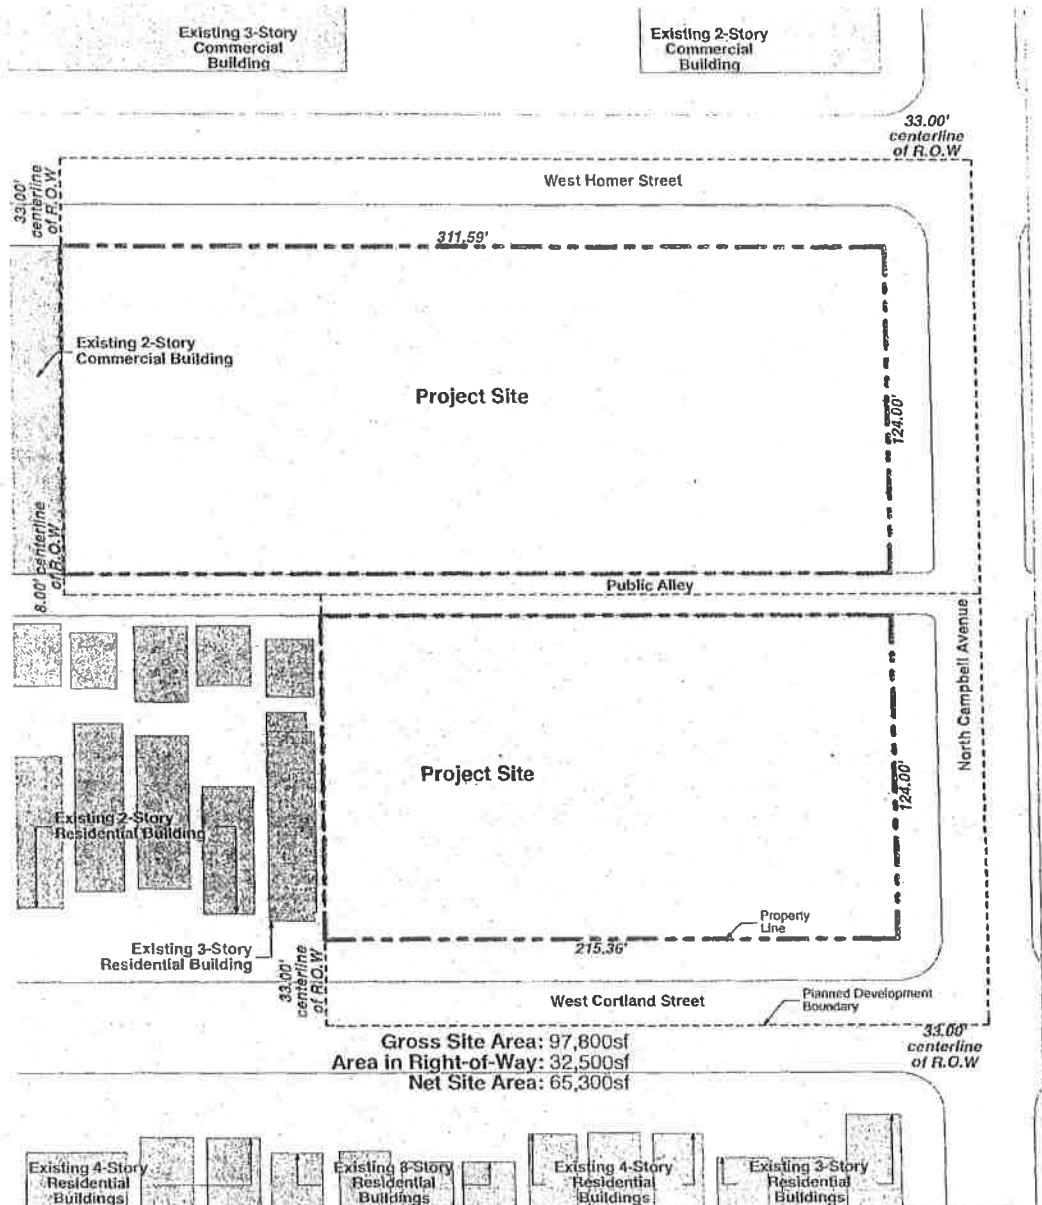 Existing 3-Story
Commercial
Building
Existing 2-Story
Commercial
Building
33.00'
centerline
of R.O.W
33.00'
centerline
of R.O.W
West Homer Street
311.59'
Existing 2-Story
Commercial Building
Project Site
124.00'
8.00' centerline
of R.O.W
Public Alley
North Campbell Avenue
Project Site
124.00'
Existing 2-Story
Residential Building
Property
Line
Existing 3-Story
Residential Building
215.36'
33.00'
centerline
of R.O.W
West Cortland Street
Planned Development
Boundary
Gross Site Area: 97,800sf
Area in Right-of-Way: 32,500sf
Net Site Area: 65,300sf
33.00'
centerline
of R.O.W
Existing 4-Story
Residential
Buildings
Existing 3-Story
Residential
Buildings
Existing 4-Story
Residential
Buildings
Existing 3-Story
Residential
Buildings